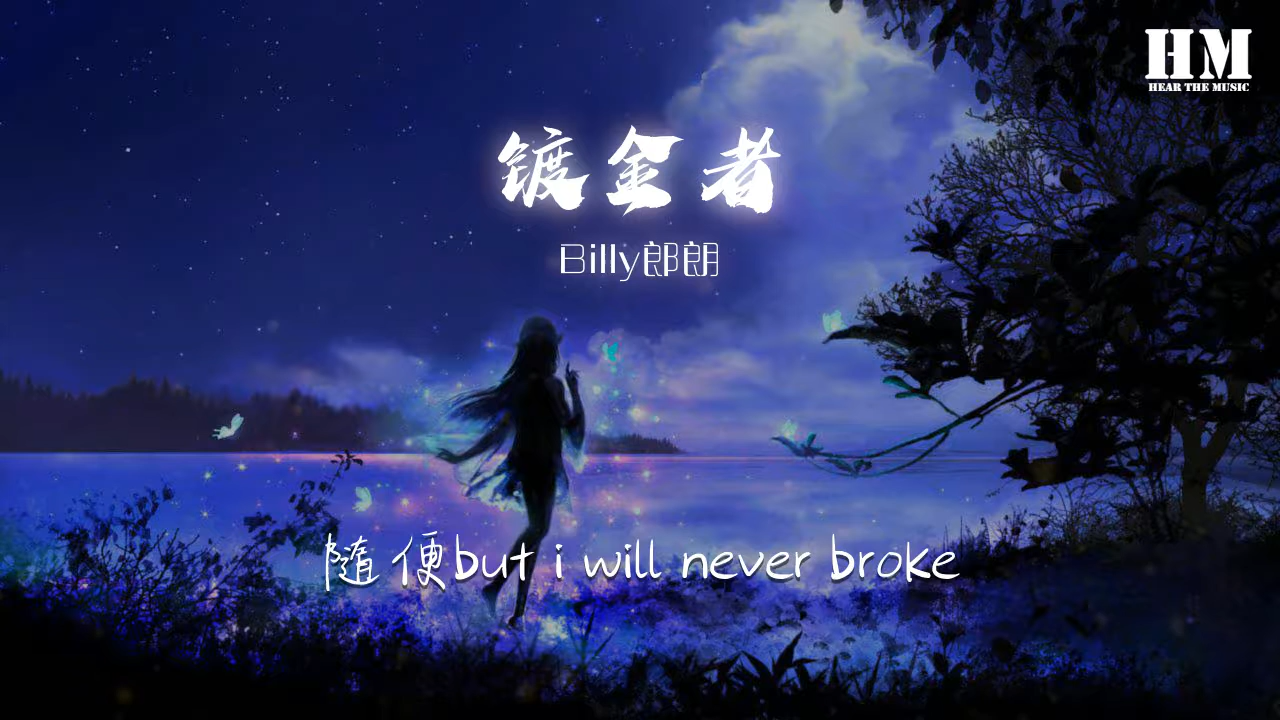 HM
HEAR THE MUSIC
镀金者
Billy郎朗
隨便but i will never broke